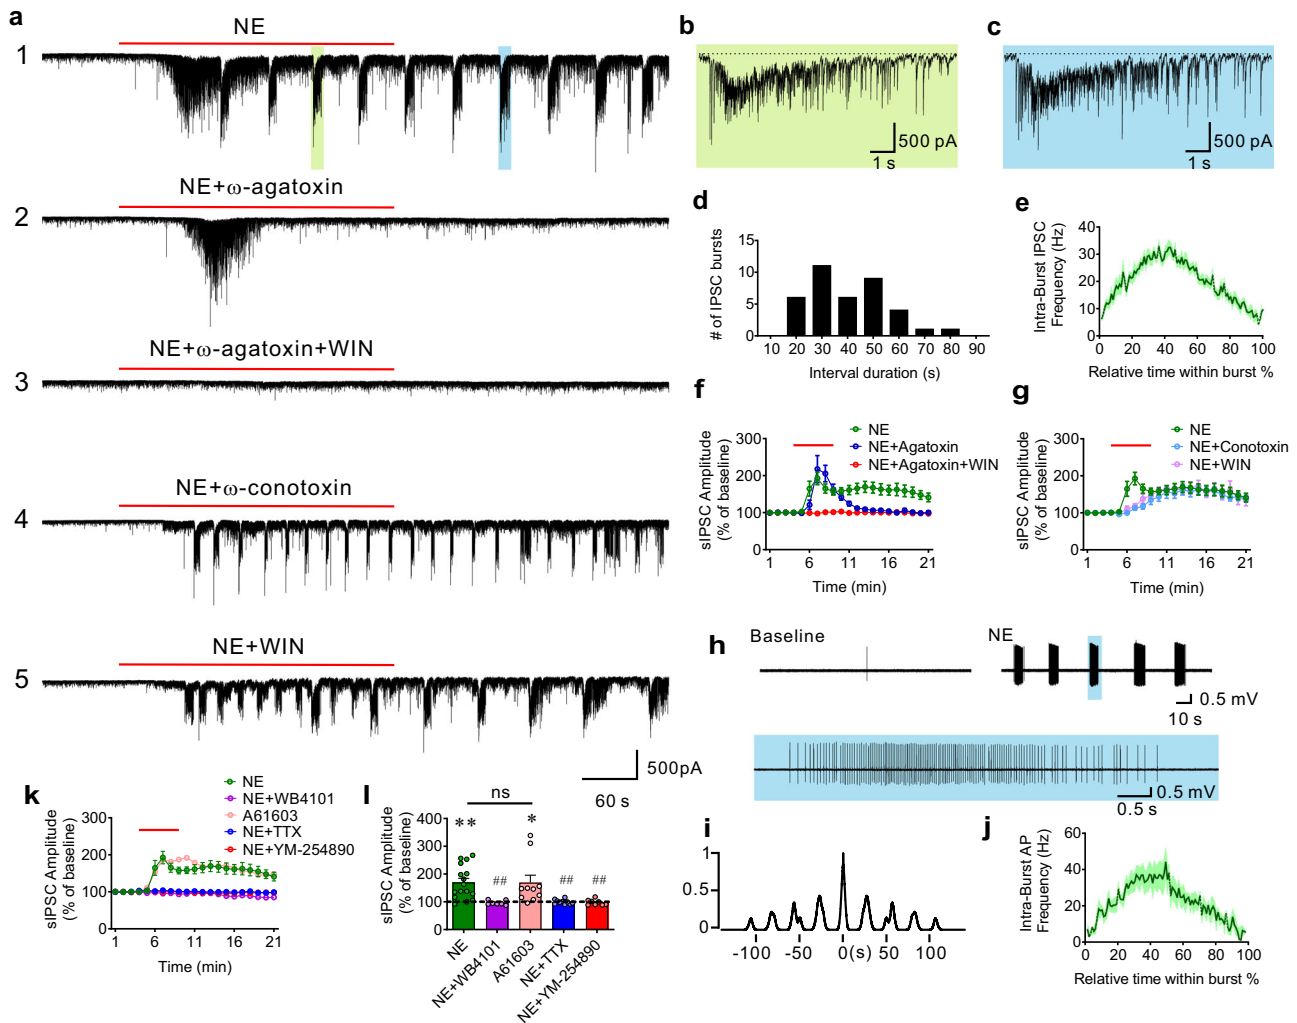 a
NE
1
NE+ω-agatoxin
2
NE+ω-agatoxin+WIN
3
NE+ω-conotoxin
4
NE+WIN
5
500pA
60 s
b
500 pA
1 s
c
500 pA
1 s
d
# of IPSC bursts
15
10
5
0
10 20 30 40 50 60 70 80 90
Interval duration (s)
e
Intra-Burst IPSC
Frequency (Hz)
40
30
20
10
0
0 20 40 60 80 100
Relative time within burst %
f
NE
NE+Agatoxin
NE+Agatoxin+WIN
sIPSC Amplitude
(% of baseline)
300
200
100
0
1 6 11 16 21
Time (min)
g
NE
NE+Conotoxin
NE+WIN
sIPSC Amplitude
(% of baseline)
300
200
100
0
1 6 11 16 21
Time (min)
h
Baseline
NE
0.5 mV
10 s
0.5 mV
0.5 s
i
1
0.5
0
-100 -50 0(s) 50 100
j
Intra-Burst AP
Frequency (Hz)
60
40
20
0
0 20 40 60 80 100
Relative time within burst %
k
NE
NE+WB4101
A61603
NE+TTX
NE+YM-254890
sIPSC Amplitude
(% of baseline)
300
200
100
0
1 6 11 16 21
Time (min)
l
ns
** *
## ## ##
sIPSC Amplitude
(% of baseline)
400
300
200
100
0
NE
NE+WB4101
A61603
NE+TTX
NE+YM-254890